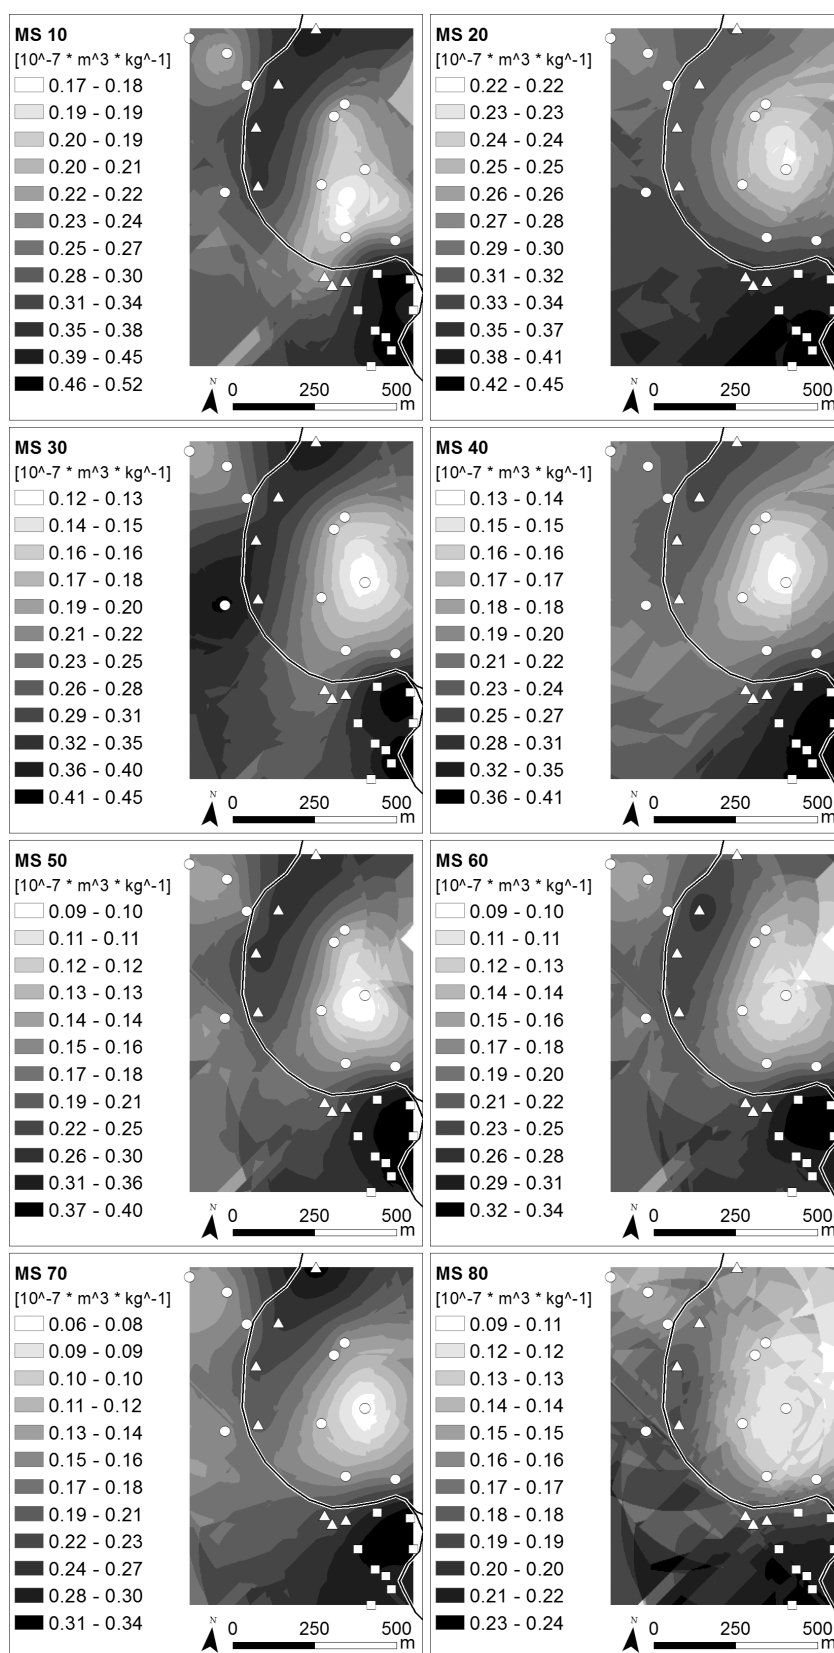 MS 10
[10^-7 * m^3 * kg^-1]
0.17 - 0.18
0.19 - 0.19
0.20 - 0.19
0.20 - 0.21
0.22 - 0.22
0.23 - 0.24
0.25 - 0.27
0.28 - 0.30
0.31 - 0.34
0.35 - 0.38
0.39 - 0.45
0.46 - 0.52
N
0 250 500
m
MS 20
[10^-7 * m^3 * kg^-1]
0.22 - 0.22
0.23 - 0.23
0.24 - 0.24
0.25 - 0.25
0.26 - 0.26
0.27 - 0.28
0.29 - 0.30
0.31 - 0.32
0.33 - 0.34
0.35 - 0.37
0.38 - 0.41
0.42 - 0.45
N
0 250 500
m
MS 30
[10^-7 * m^3 * kg^-1]
0.12 - 0.13
0.14 - 0.15
0.16 - 0.16
0.17 - 0.18
0.19 - 0.20
0.21 - 0.22
0.23 - 0.25
0.26 - 0.28
0.29 - 0.31
0.32 - 0.35
0.36 - 0.40
0.41 - 0.45
N
0 250 500
m
MS 40
[10^-7 * m^3 * kg^-1]
0.13 - 0.14
0.15 - 0.15
0.16 - 0.16
0.17 - 0.17
0.18 - 0.18
0.19 - 0.20
0.21 - 0.22
0.23 - 0.24
0.25 - 0.27
0.28 - 0.31
0.32 - 0.35
0.36 - 0.41
N
0 250 500
m
MS 50
[10^-7 * m^3 * kg^-1]
0.09 - 0.10
0.11 - 0.11
0.12 - 0.12
0.13 - 0.13
0.14 - 0.14
0.15 - 0.16
0.17 - 0.18
0.19 - 0.21
0.22 - 0.25
0.26 - 0.30
0.31 - 0.36
0.37 - 0.40
N
0 250 500
m
MS 60
[10^-7 * m^3 * kg^-1]
0.09 - 0.10
0.11 - 0.11
0.12 - 0.13
0.14 - 0.14
0.15 - 0.16
0.17 - 0.18
0.19 - 0.20
0.21 - 0.22
0.23 - 0.25
0.26 - 0.28
0.29 - 0.31
0.32 - 0.34
N
0 250 500
m
MS 70
[10^-7 * m^3 * kg^-1]
0.06 - 0.08
0.09 - 0.09
0.10 - 0.10
0.11 - 0.12
0.13 - 0.14
0.15 - 0.16
0.17 - 0.18
0.19 - 0.21
0.22 - 0.23
0.24 - 0.27
0.28 - 0.30
0.31 - 0.34
N
0 250 500
m
MS 80
[10^-7 * m^3 * kg^-1]
0.09 - 0.11
0.12 - 0.12
0.13 - 0.13
0.14 - 0.14
0.15 - 0.15
0.16 - 0.16
0.17 - 0.17
0.18 - 0.18
0.19 - 0.19
0.20 - 0.20
0.21 - 0.22
0.23 - 0.24
N
0 250 500
m